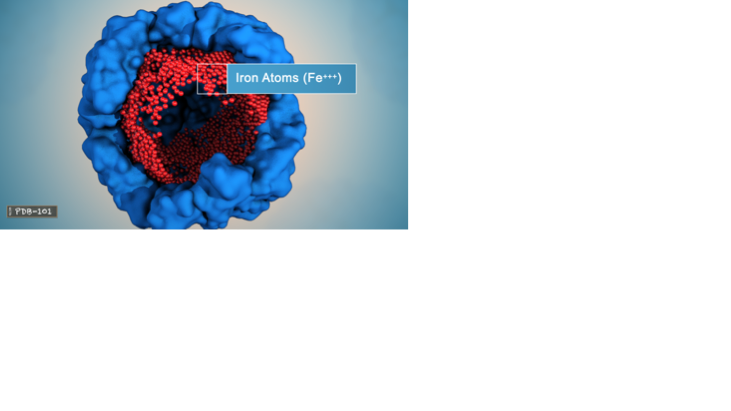 Iron Atoms (Fe⁺⁺⁺)
PDB-101